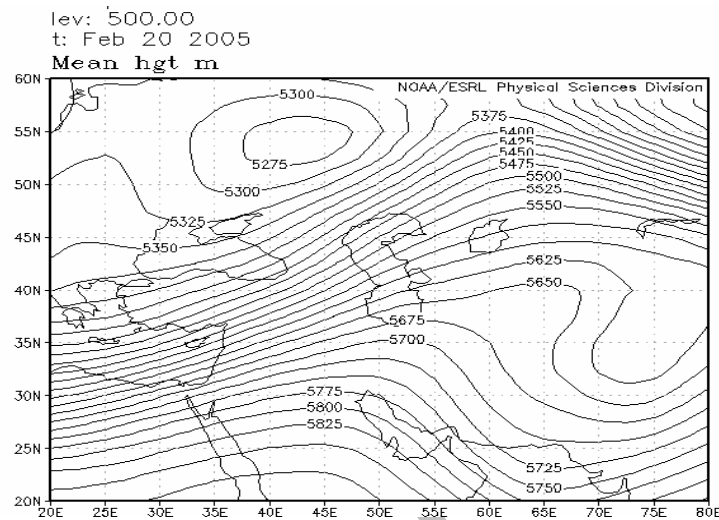 lev: 500.00
t: Feb 20 2005
Mean hgt m
NOAA/ESRL Physical Sciences Division
60N
5300
5375
5400
55N
5425
5450
5275
5475
50N
5300
5500
5525
5550
5325
45N
5350
5625
5650
40N
5675
5700
35N
30N
5775
5800
5825
25N
5725
5750
20N
20E 25E 30E 35E 40E 45E 50E 55E 60E 65E 70E 75E 80E